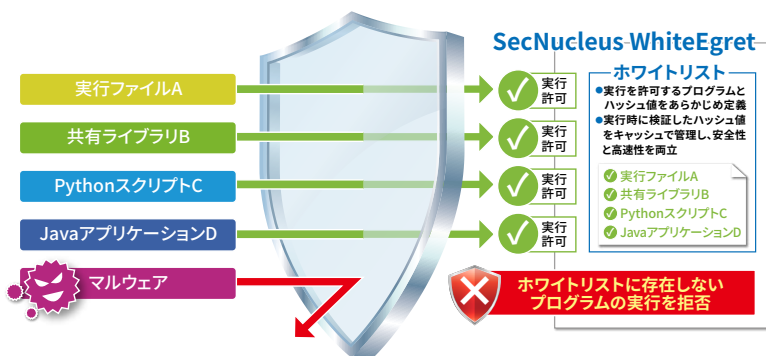 SecNucleus WhiteEgret
実行ファイルA
共有ライブラリB
PythonスクリプトC
JavaアプリケーションD
マルウェア
実行
許可
実行
許可
実行
許可
実行
許可
ホワイトリスト
●実行を許可するプログラムと
ハッシュ値をあらかじめ定義
●実行時に検証したハッシュ値
をキャッシュで管理し、安全性
と高速性を両立
実行ファイルA
共有ライブラリB
PythonスクリプトC
JavaアプリケーションD
ホワイトリストに存在しない
プログラムの実行を拒否